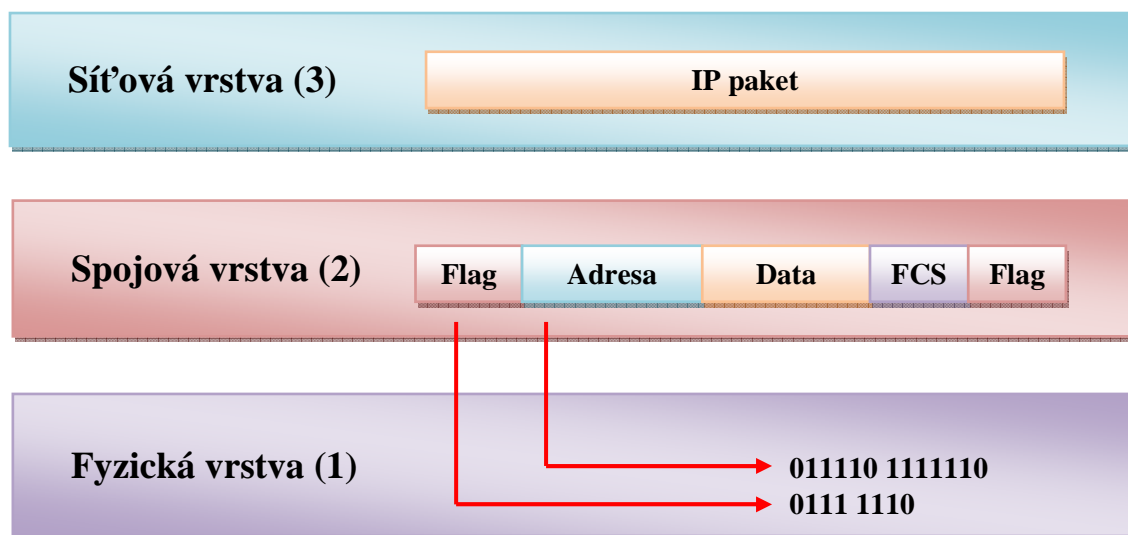 Síťová vrstva (3)
IP paket
Spojová vrstva (2)
Flag
Adresa
Data
FCS
Flag
Fyzická vrstva (1)
011110 1111110
0111 1110